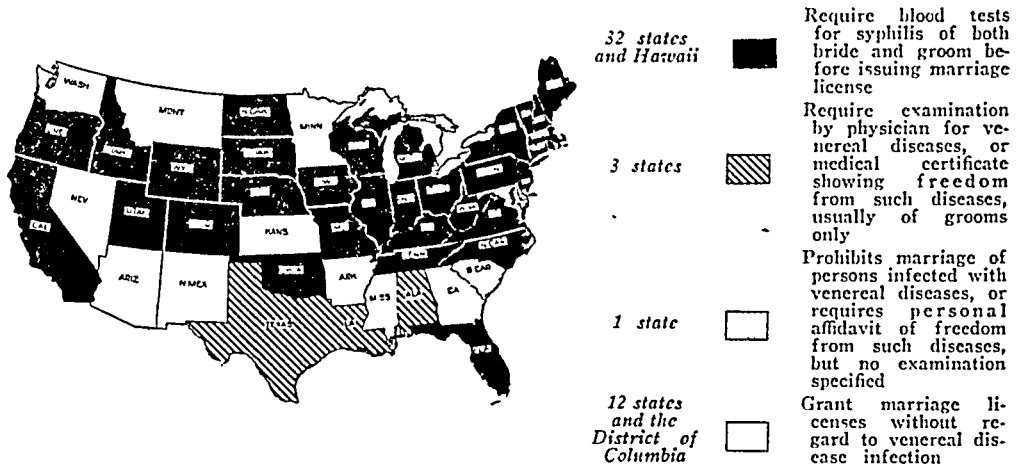 32 states
and Hawaii
Require blood tests
for syphilis of both
bride and groom be-
fore issuing marriage
license
3 states
Require examination
by physician for ve-
nereal diseases, or
medical certificate
showing freedom
from such diseases,
usually of grooms
only
1 state
Prohibits marriage of
persons infected with
venereal diseases, or
requires personal
affidavit of freedom
from such diseases,
but no examination
specified
12 states
and the
District of
Columbia
Grant marriage li-
censes without re-
gard to venereal dis-
ease infection
WASH
MONT
MINN
NEV
UTAH
CAL
KANS
ARIZ
N MEX
ARK
TENN
S CAR
MISS
ALA
GA
TEXAS
LA